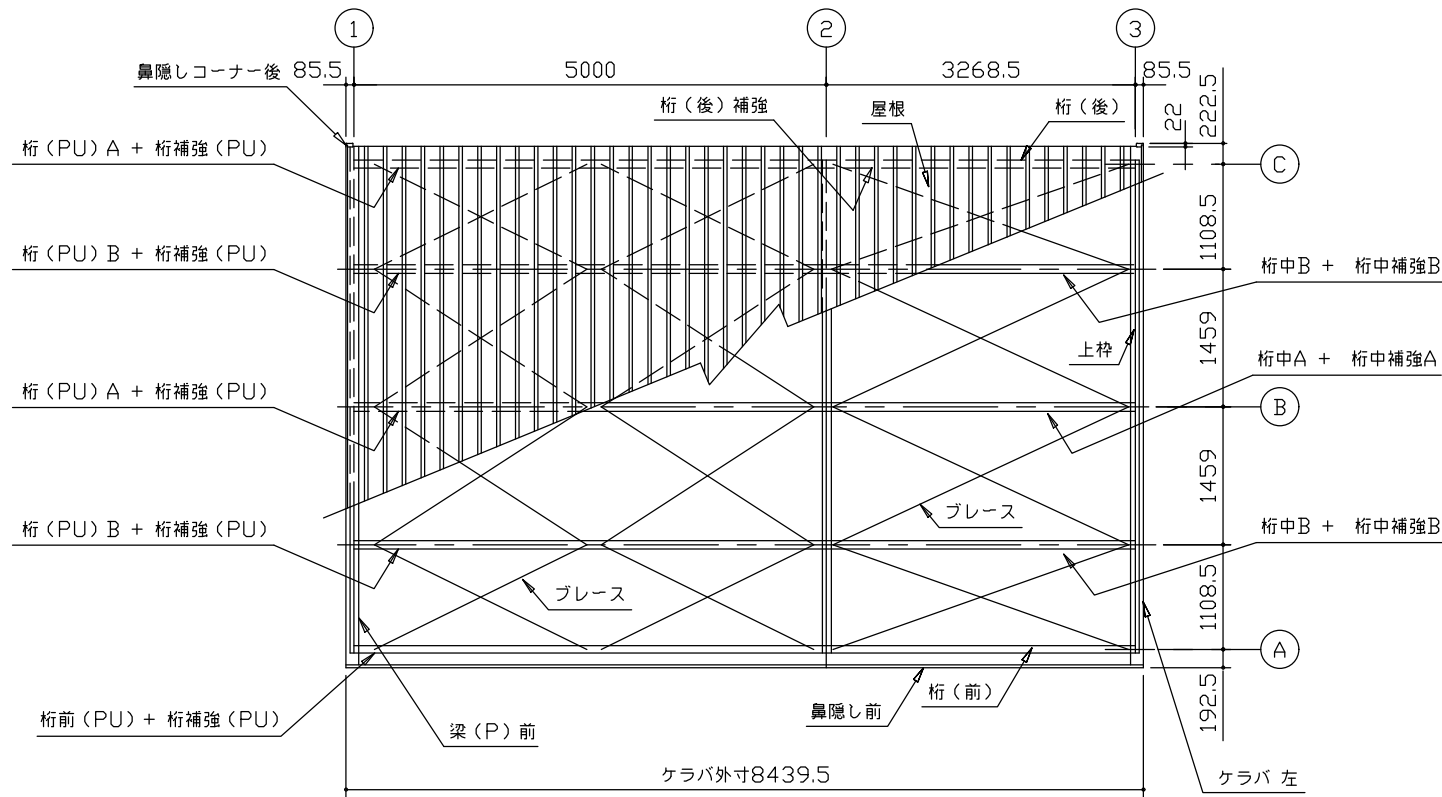 1
2
3
鼻隠しコーナー後
85.5
5000
3268.5
85.5
222.5
22
桁（後）補強
屋根
桁（後）
桁（PU）A + 桁補強（PU）
C
1108.5
桁（PU）B + 桁補強（PU）
桁中B + 桁中補強B
1459
上枠
桁中A + 桁中補強A
桁（PU）A + 桁補強（PU）
B
1459
ブレース
桁（PU）B + 桁補強（PU）
桁中B + 桁中補強B
ブレース
1108.5
A
桁前（PU）+ 桁補強（PU）
梁（P）前
鼻隠し前
桁（前）
192.5
ケラバ外寸8439.5
ケラバ 左